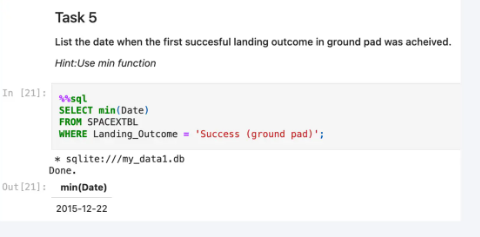 Task 5
List the date when the first succesful landing outcome in ground pad was acheived.
Hint:Use min function
In [21]:
%%sql
SELECT min(Date)
FROM SPACEXTBL
WHERE Landing_Outcome = 'Success (ground pad)';
* sqlite:///my_data1.db
Done.
Out[21]: min(Date)
2015-12-22